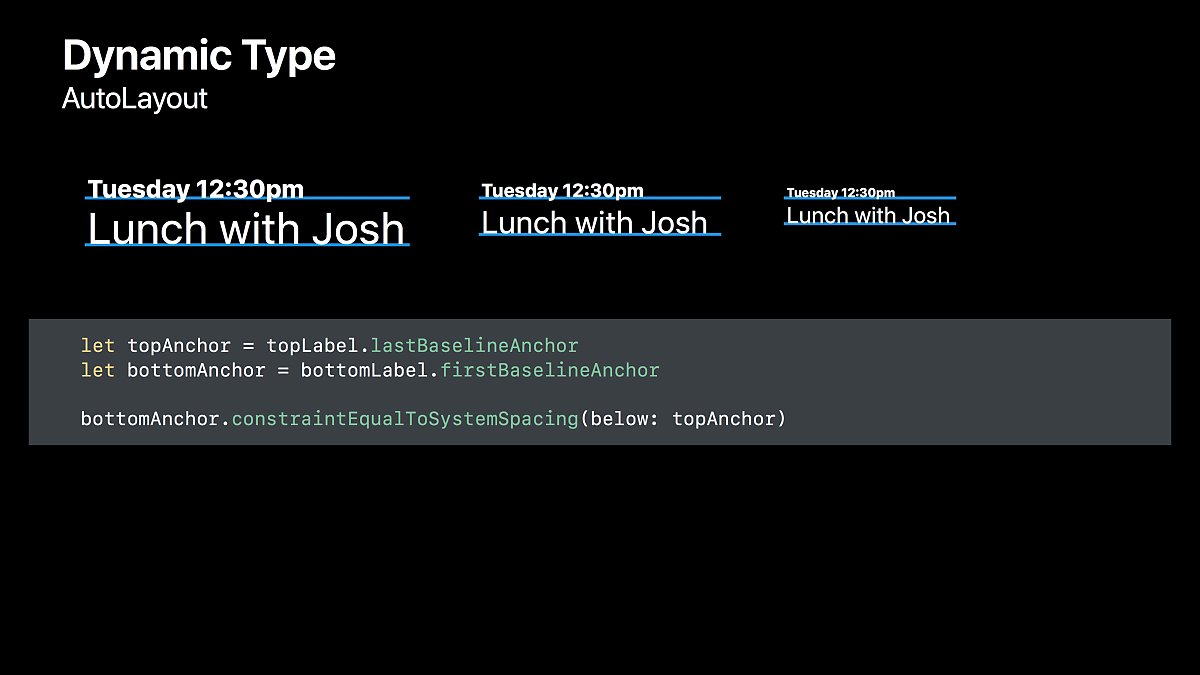 Dynamic Type
AutoLayout
Tuesday 12:30pm
Lunch with Josh
Tuesday 12:30pm
Lunch with Josh
Tuesday 12:30pm
Lunch with Josh
let topAnchor = topLabel.lastBaselineAnchor
let bottomAnchor = bottomLabel.firstBaselineAnchor
bottomAnchor.constraintEqualToSystemSpacing(below: topAnchor)